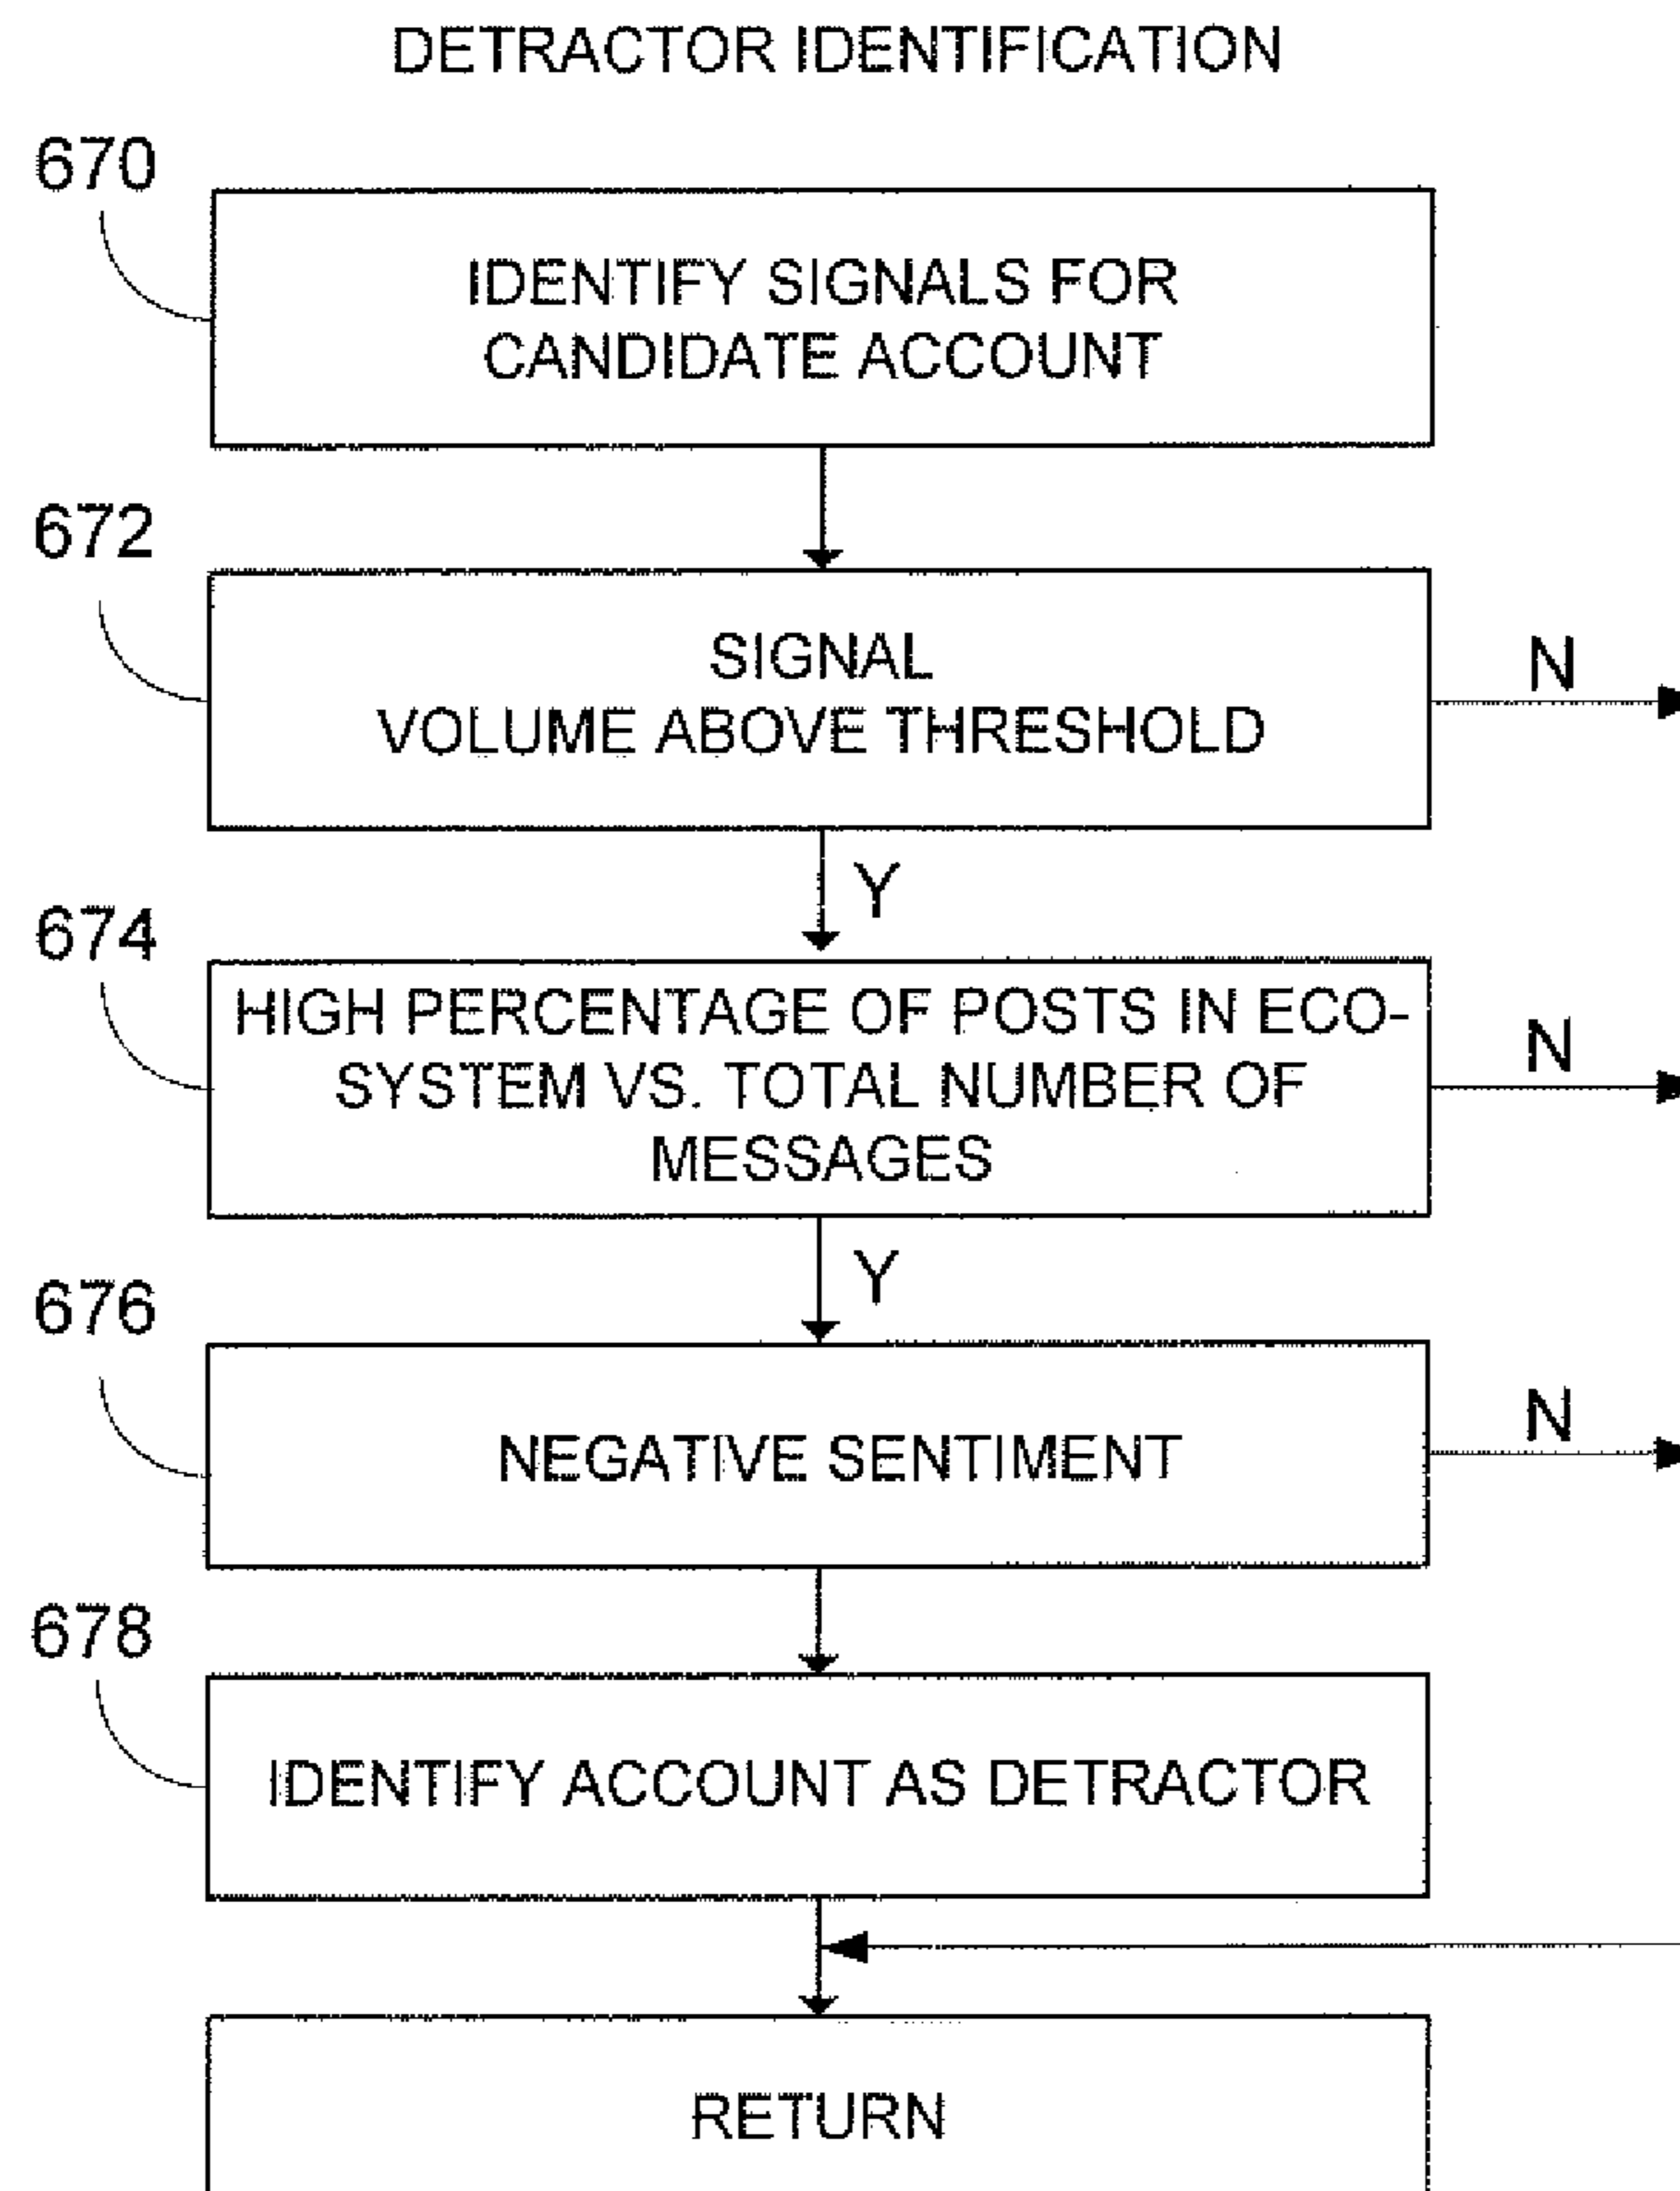 DETRACTOR IDENTIFICATION
670
IDENTIFY SIGNALS FOR
CANDIDATE ACCOUNT
672
SIGNAL
VOLUME ABOVE THRESHOLD
N
Y
674
HIGH PERCENTAGE OF POSTS IN ECO-
SYSTEM VS. TOTAL NUMBER OF
MESSAGES
N
Y
676
NEGATIVE SENTIMENT
N
678
IDENTIFY ACCOUNT AS DETRACTOR
RETURN